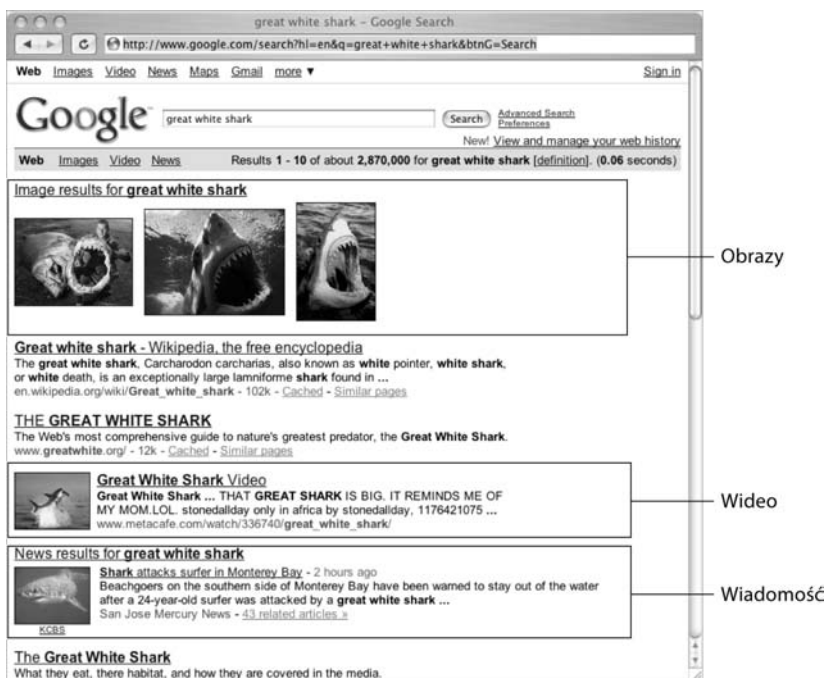 great white shark - Google Search
http://www.google.com/search?hl=en&q=great+white+shark&btnG=Search
Web Images Video News Maps Gmail more ▼ Sign in
Google™ great white shark Search Advanced Search
Preferences
New! View and manage your web history
Web Images Video News Results 1 - 10 of about 2,870,000 for great white shark [definition]. (0.06 seconds)
Image results for great white shark
Obrazy
Great white shark - Wikipedia, the free encyclopedia
The great white shark, Carcharodon carcharias, also known as white pointer, white shark,
or white death, is an exceptionally large lamniforme shark found in ...
en.wikipedia.org/wiki/Great_white_shark - 102k - Cached - Similar pages
THE GREAT WHITE SHARK
The Web's most comprehensive guide to nature's greatest predator, the Great White Shark.
www.greatwhite.org/ - 12k - Cached - Similar pages
Great White Shark Video
Great White Shark ... THAT GREAT SHARK IS BIG. IT REMINDS ME OF
MY MOM.LOL. stonedallday only in africa by stonedallday, 1176421075 ...
www.metacafe.com/watch/336740/great_white_shark/
Wideo
News results for great white shark
Shark attacks surfer in Monterey Bay - 2 hours ago
Beachgoers on the southern side of Monterey Bay have been warned to stay out of the water
after a 24-year-old surfer was attacked by a great white shark ...
San Jose Mercury News - 43 related articles »
KCBS
Wiadomość
The Great White Shark
What they eat, there habitat, and how they are covered in the media.